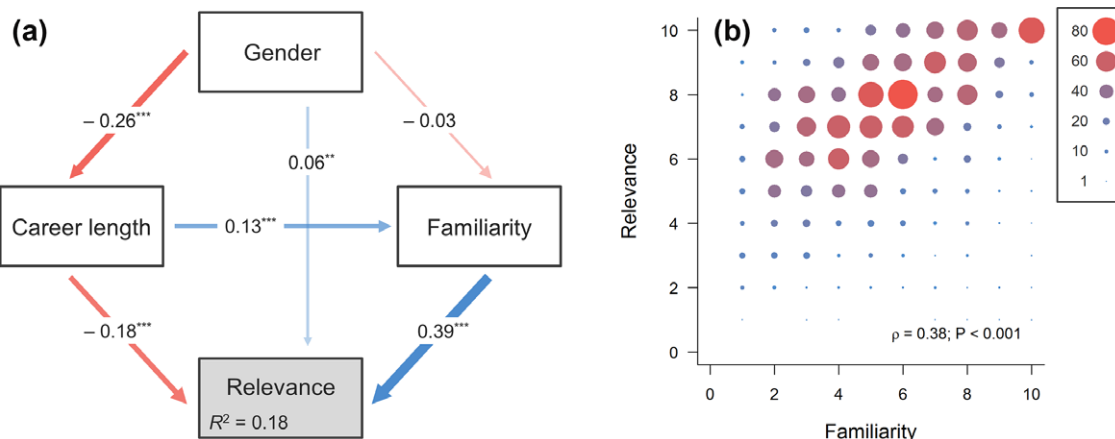 (a)
Gender
– 0.26***
– 0.03
0.06**
Career length
0.13***
Familiarity
– 0.18***
0.39***
Relevance
R² = 0.18
(b)
10
8
6
4
2
0
Relevance
0 2 4 6 8 10
Familiarity
ρ = 0.38; P < 0.001
80
60
40
20
10
1